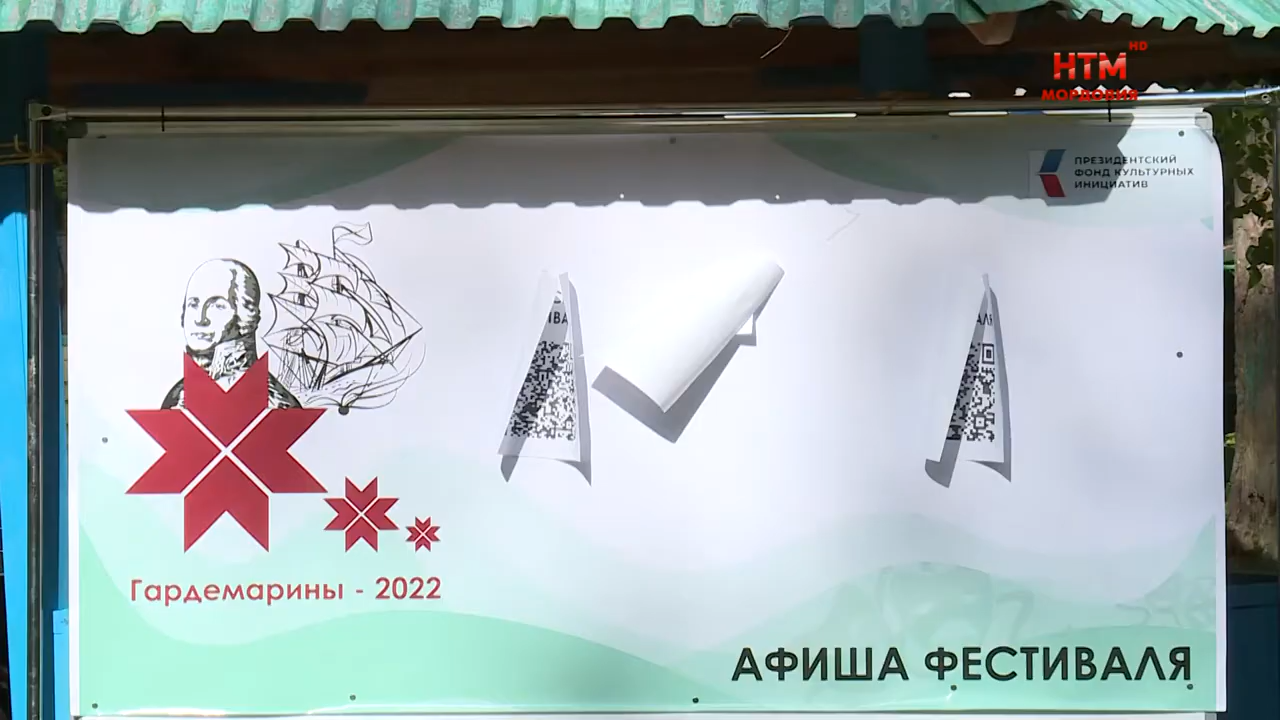 НТМ HD
МОРДОВИЯ
ПРЕЗИДЕНТСКИЙ
ФОНД КУЛЬТУРНЫХ
ИНИЦИАТИВ
Гардемарины - 2022
АФИША ФЕСТИВАЛЯ